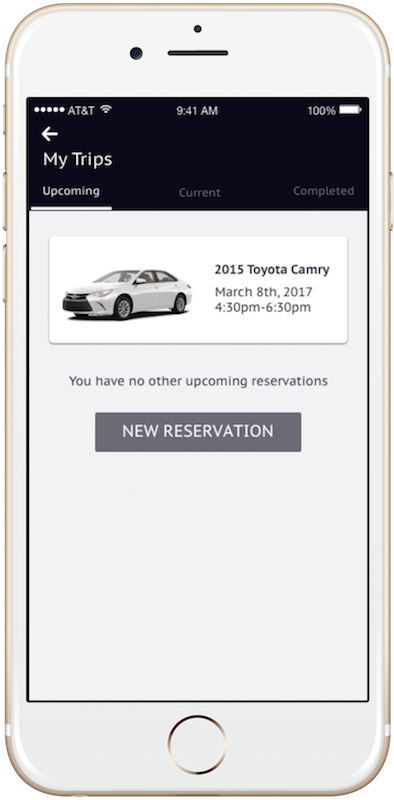 AT&T 9:41 AM 100%
My Trips
Upcoming Current Completed
2015 Toyota Camry
March 8th, 2017
4:30pm-6:30pm
You have no other upcoming reservations
NEW RESERVATION